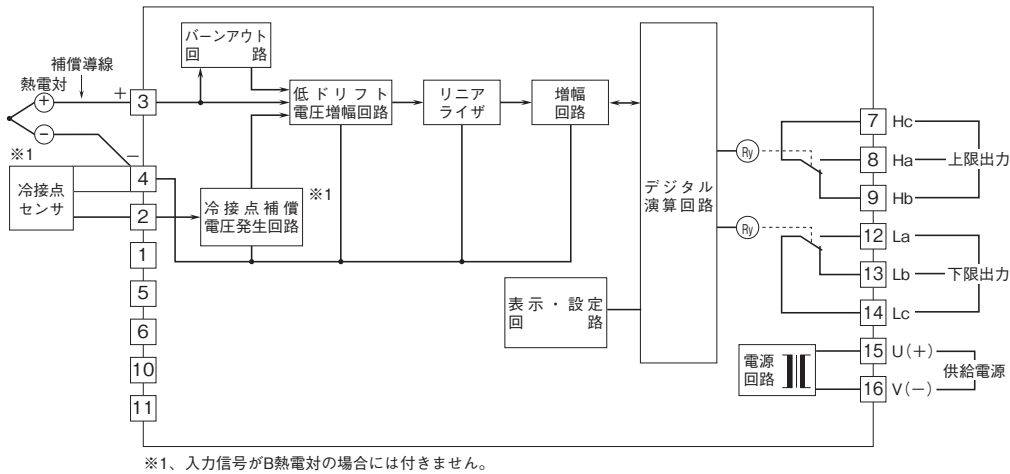 バーンアウト
回 路
補償導線
熱電対
+
3
+
−
※1
−
4
冷接点
センサ
2
1
5
6
10
11
低ドリフト
電圧増幅回路
リニア
ライザ
増幅
回路
冷接点補償
電圧発生回路
※1
表示・設定
回 路
デジタル
演算回路
Ry
Ry
7 Hc
8 Ha
9 Hb
上限出力
12 La
13 Lb
14 Lc
下限出力
電源
回路
15 U(+)
16 V(−)
供給電源
※1、入力信号がB熱電対の場合には付きません。